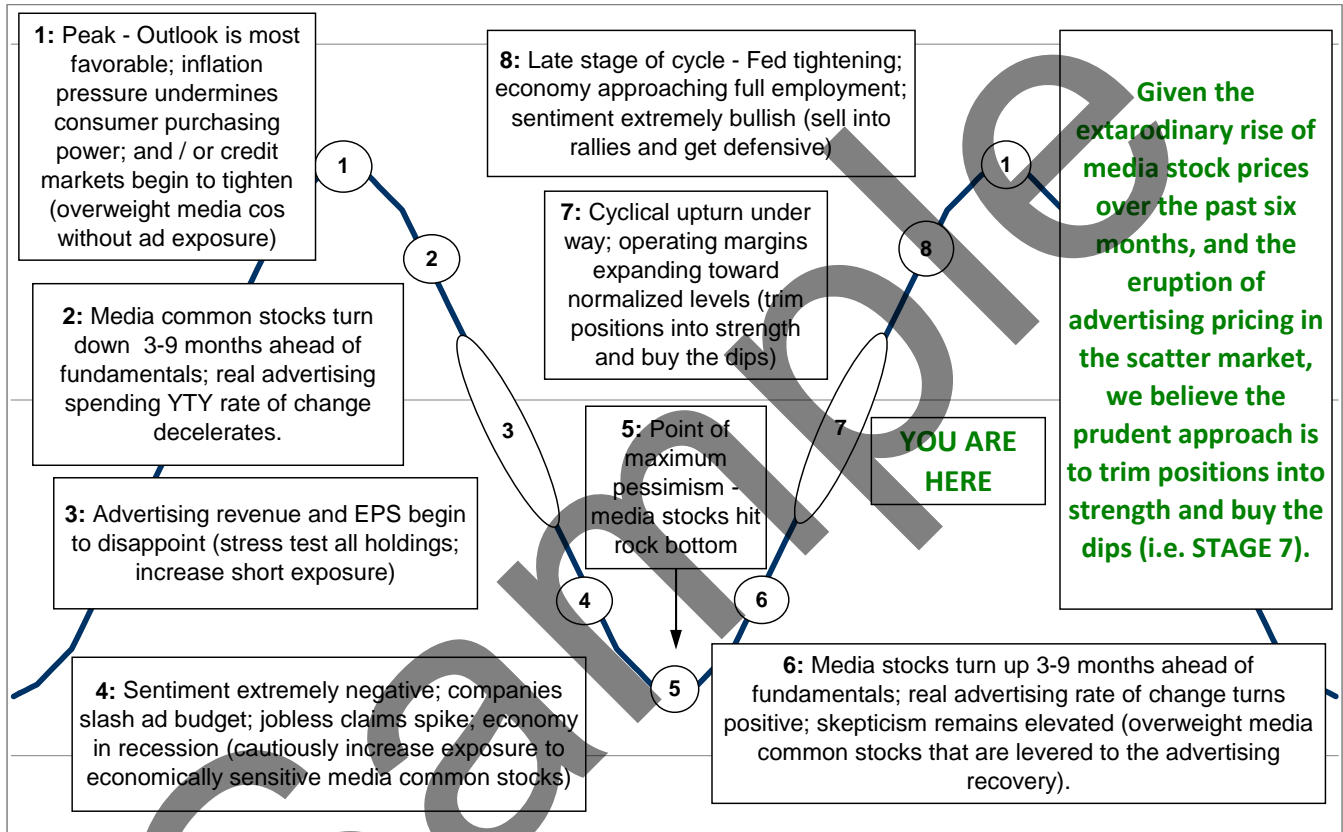 1: Peak - Outlook is most
favorable; inflation
pressure undermines
consumer purchasing
power; and / or credit
markets begin to tighten
(overweight media cos
without ad exposure)
2: Media common stocks turn
down 3-9 months ahead of
fundamentals; real advertising
spending YTY rate of change
decelerates.
3: Advertising revenue and EPS begin
to disappoint (stress test all holdings;
increase short exposure)
4: Sentiment extremely negative; companies
slash ad budget; jobless claims spike; economy
in recession (cautiously increase exposure to
economically sensitive media common stocks)
1
2
3
4
5: Point of
maximum
pessimism -
media stocks hit
rock bottom
5
6
7
8
1
8: Late stage of cycle - Fed tightening;
economy approaching full employment;
sentiment extremely bullish (sell into
rallies and get defensive)
7: Cyclical upturn under
way; operating margins
expanding toward
normalized levels (trim
positions into strength
and buy the dips)
YOU ARE
HERE
6: Media stocks turn up 3-9 months ahead of
fundamentals; real advertising rate of change turns
positive; skepticism remains elevated (overweight media
common stocks that are levered to the advertising
recovery).
Given the
extarodinary rise of
media stock prices
over the past six
months, and the
eruption of
advertising pricing in
the scatter market,
we believe the
prudent approach is
to trim positions into
strength and buy the
dips (i.e. STAGE 7).
Sample